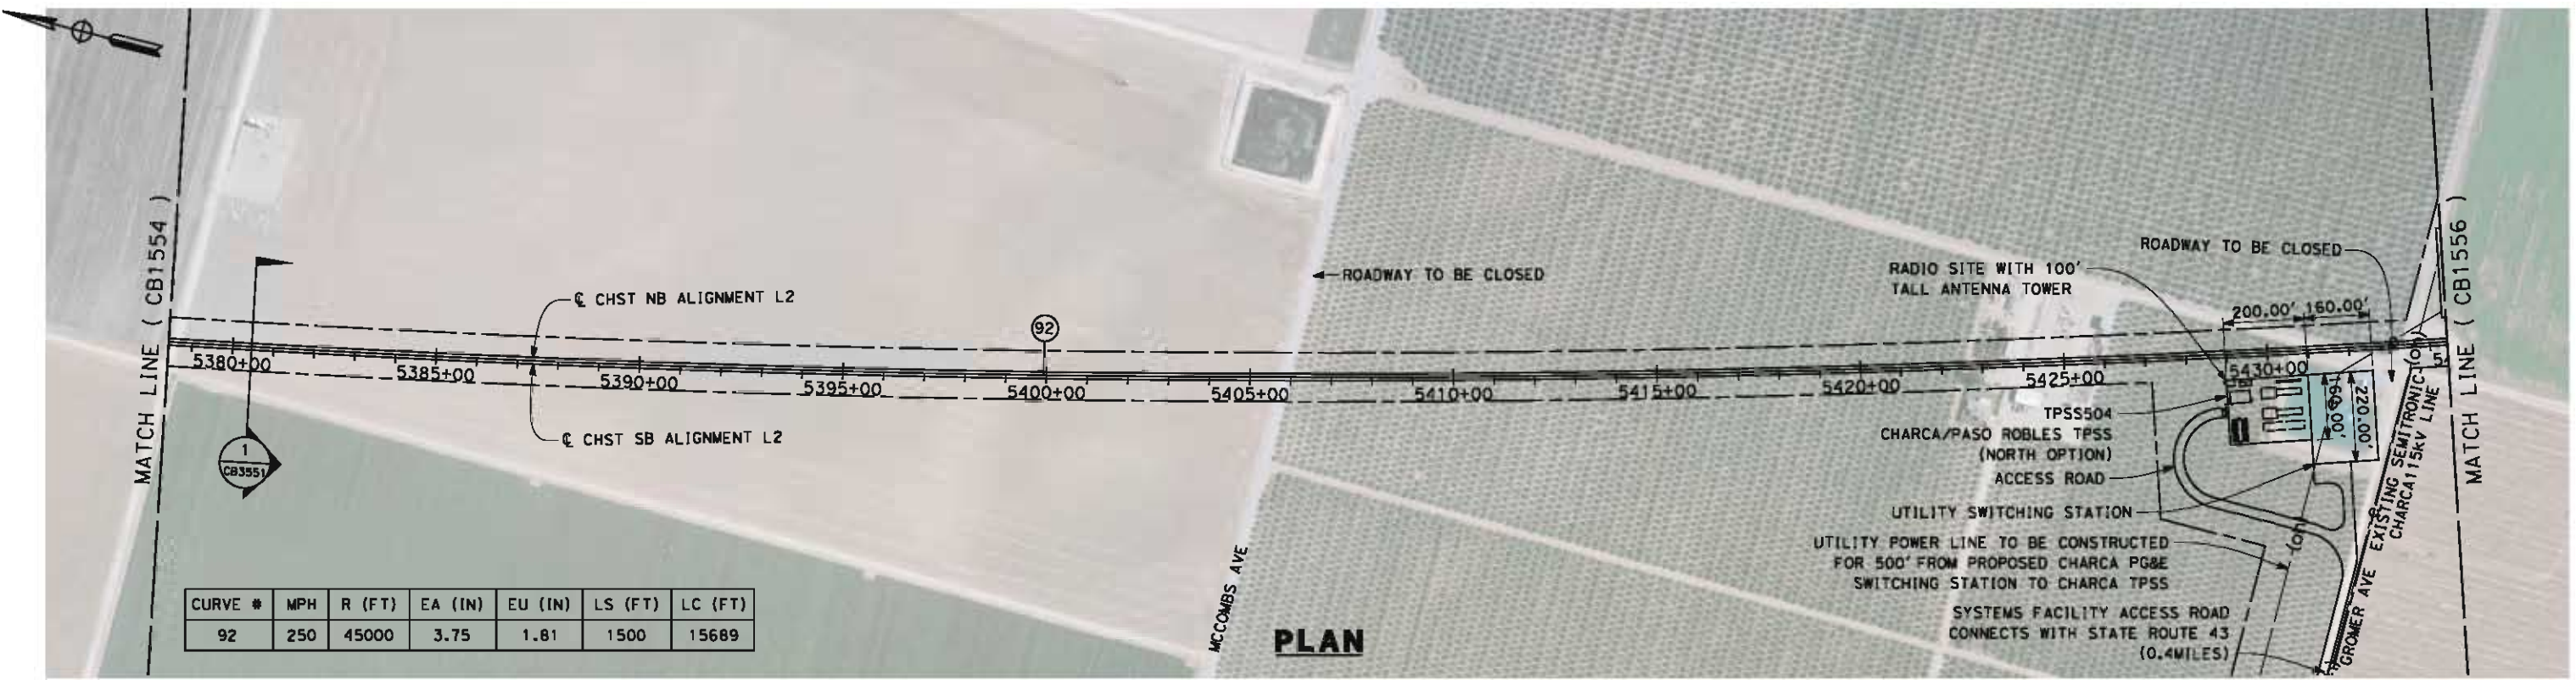 MATCH LINE ( CB1554 )
5380+00
5385+00
5390+00
5395+00
5400+00
5405+00
5410+00
5415+00
5420+00
5425+00
5430+00
54
℄ CHST NB ALIGNMENT L2
℄ CHST SB ALIGNMENT L2
92
1
CB3551
ROADWAY TO BE CLOSED
MCCOMBS AVE
ROADWAY TO BE CLOSED
RADIO SITE WITH 100'
TALL ANTENNA TOWER
200.00'
160.00'
160.00'
220.00'
TPSS504
CHARCA/PASO ROBLES TPSS
(NORTH OPTION)
ACCESS ROAD
UTILITY SWITCHING STATION
UTILITY POWER LINE TO BE CONSTRUCTED
FOR 500' FROM PROPOSED CHARCA PG&E
SWITCHING STATION TO CHARCA TPSS
SYSTEMS FACILITY ACCESS ROAD
CONNECTS WITH STATE ROUTE 43
(0.4MILES)
(oh)
GROMER AVE
EXISTING SEMITRONIC(oh)
CHARCA115kV LINE
MATCH LINE ( CB1556 )
CURVE # MPH R (FT) EA (IN) EU (IN) LS (FT) LC (FT)
92 250 45000 3.75 1.81 1500 15689
PLAN